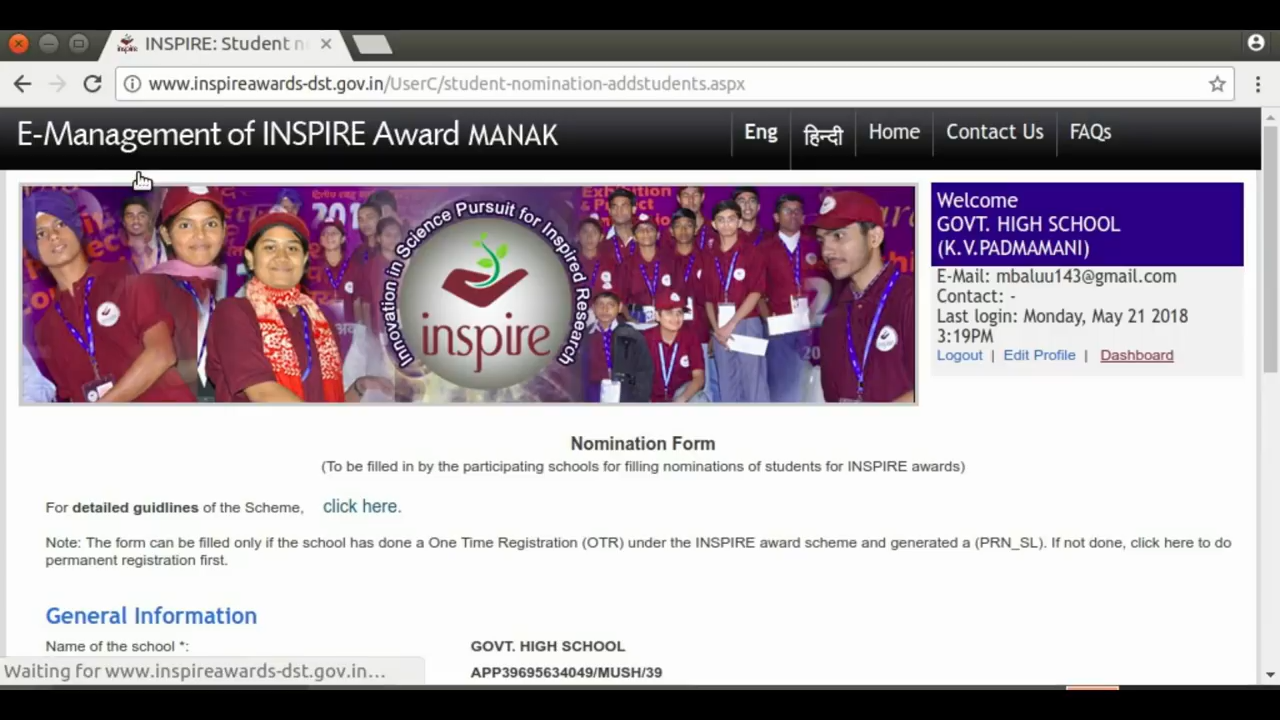 INSPIRE: Student n
www.inspireawards-dst.gov.in/UserC/student-nomination-addstudents.aspx
E-Management of INSPIRE Award MANAK
Eng
हिन्दी
Home
Contact Us
FAQs
Innovation in Science Pursuit for Inspired Research
inspire
Welcome
GOVT. HIGH SCHOOL
(K.V.PADMAMANI)
E-Mail: mbaluu143@gmail.com
Contact: -
Last login: Monday, May 21 2018
3:19PM
Logout | Edit Profile | Dashboard
Nomination Form
(To be filled in by the participating schools for filling nominations of students for INSPIRE awards)
For detailed guidlines of the Scheme, click here.
Note: The form can be filled only if the school has done a One Time Registration (OTR) under the INSPIRE award scheme and generated a (PRN_SL). If not done, click here to do
permanent registration first.
General Information
Name of the school *: GOVT. HIGH SCHOOL
APP39695634049/MUSH/39
Waiting for www.inspireawards-dst.gov.in...